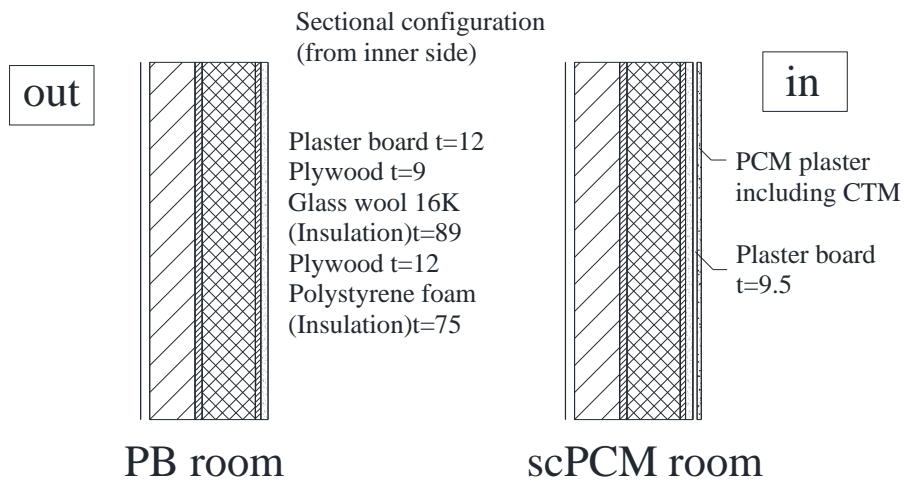 Sectional configuration
(from inner side)
out
in
Plaster board t=12
Plywood t=9
Glass wool 16K
(Insulation)t=89
Plywood t=12
Polystyrene foam
(Insulation)t=75
PCM plaster
including CTM
Plaster board
t=9.5
PB room
scPCM room